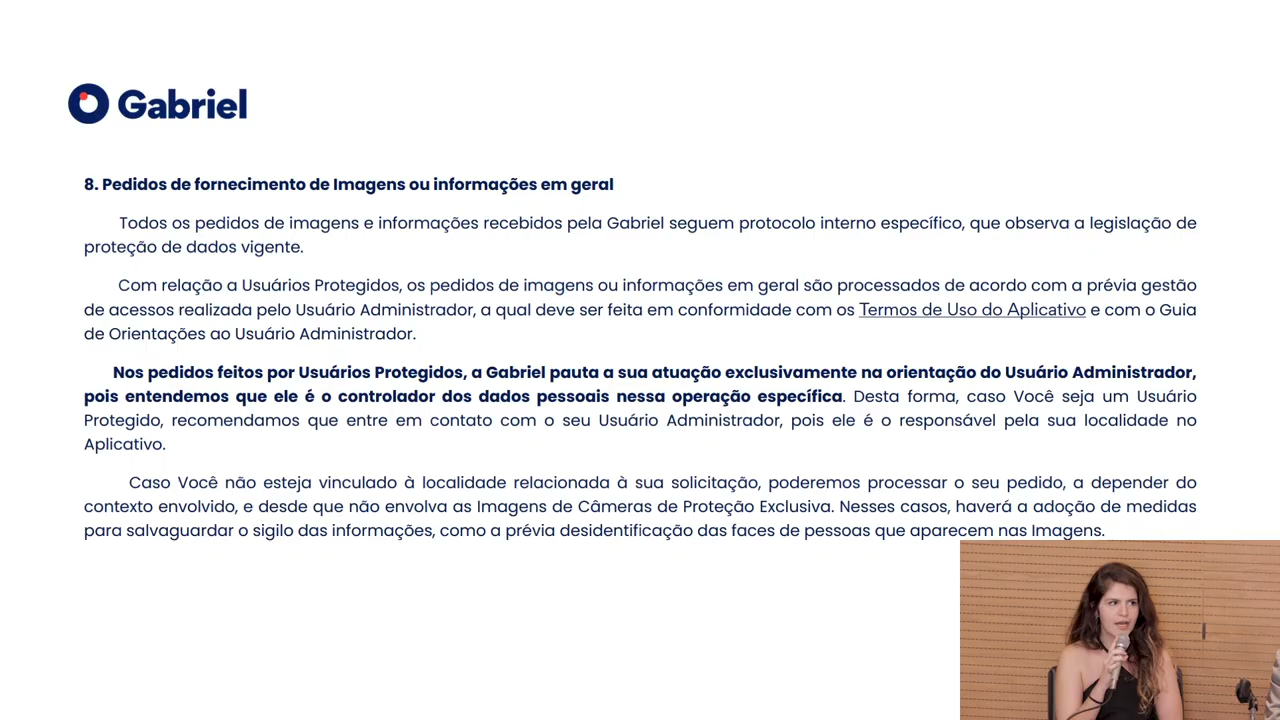 Gabriel
8. Pedidos de fornecimento de Imagens ou informações em geral
Todos os pedidos de imagens e informações recebidos pela Gabriel seguem protocolo interno específico, que observa a legislação de
proteção de dados vigente.
Com relação a Usuários Protegidos, os pedidos de imagens ou informações em geral são processados de acordo com a prévia gestão
de acessos realizada pelo Usuário Administrador, a qual deve ser feita em conformidade com os Termos de Uso do Aplicativo e com o Guia
de Orientações ao Usuário Administrador.
Nos pedidos feitos por Usuários Protegidos, a Gabriel pauta a sua atuação exclusivamente na orientação do Usuário Administrador,
pois entendemos que ele é o controlador dos dados pessoais nessa operação específica. Desta forma, caso Você seja um Usuário
Protegido, recomendamos que entre em contato com o seu Usuário Administrador, pois ele é o responsável pela sua localidade no
Aplicativo.
Caso Você não esteja vinculado à localidade relacionada à sua solicitação, poderemos processar o seu pedido, a depender do
contexto envolvido, e desde que não envolva as Imagens de Câmeras de Proteção Exclusiva. Nesses casos, haverá a adoção de medidas
para salvaguardar o sigilo das informações, como a prévia desidentificação das faces de pessoas que aparecem nas Imagens.